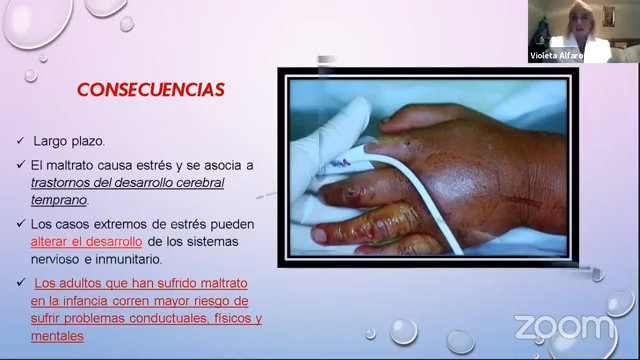 CONSECUENCIAS
✓ Largo plazo.
✓ El maltrato causa estrés y se asocia a
trastornos del desarrollo cerebral
temprano.
✓ Los casos extremos de estrés pueden
alterar el desarrollo de los sistemas
nervioso e inmunitario.
✓ Los adultos que han sufrido maltrato
en la infancia corren mayor riesgo de
sufrir problemas conductuales, físicos y
mentales
Violeta Alfaro
zoom